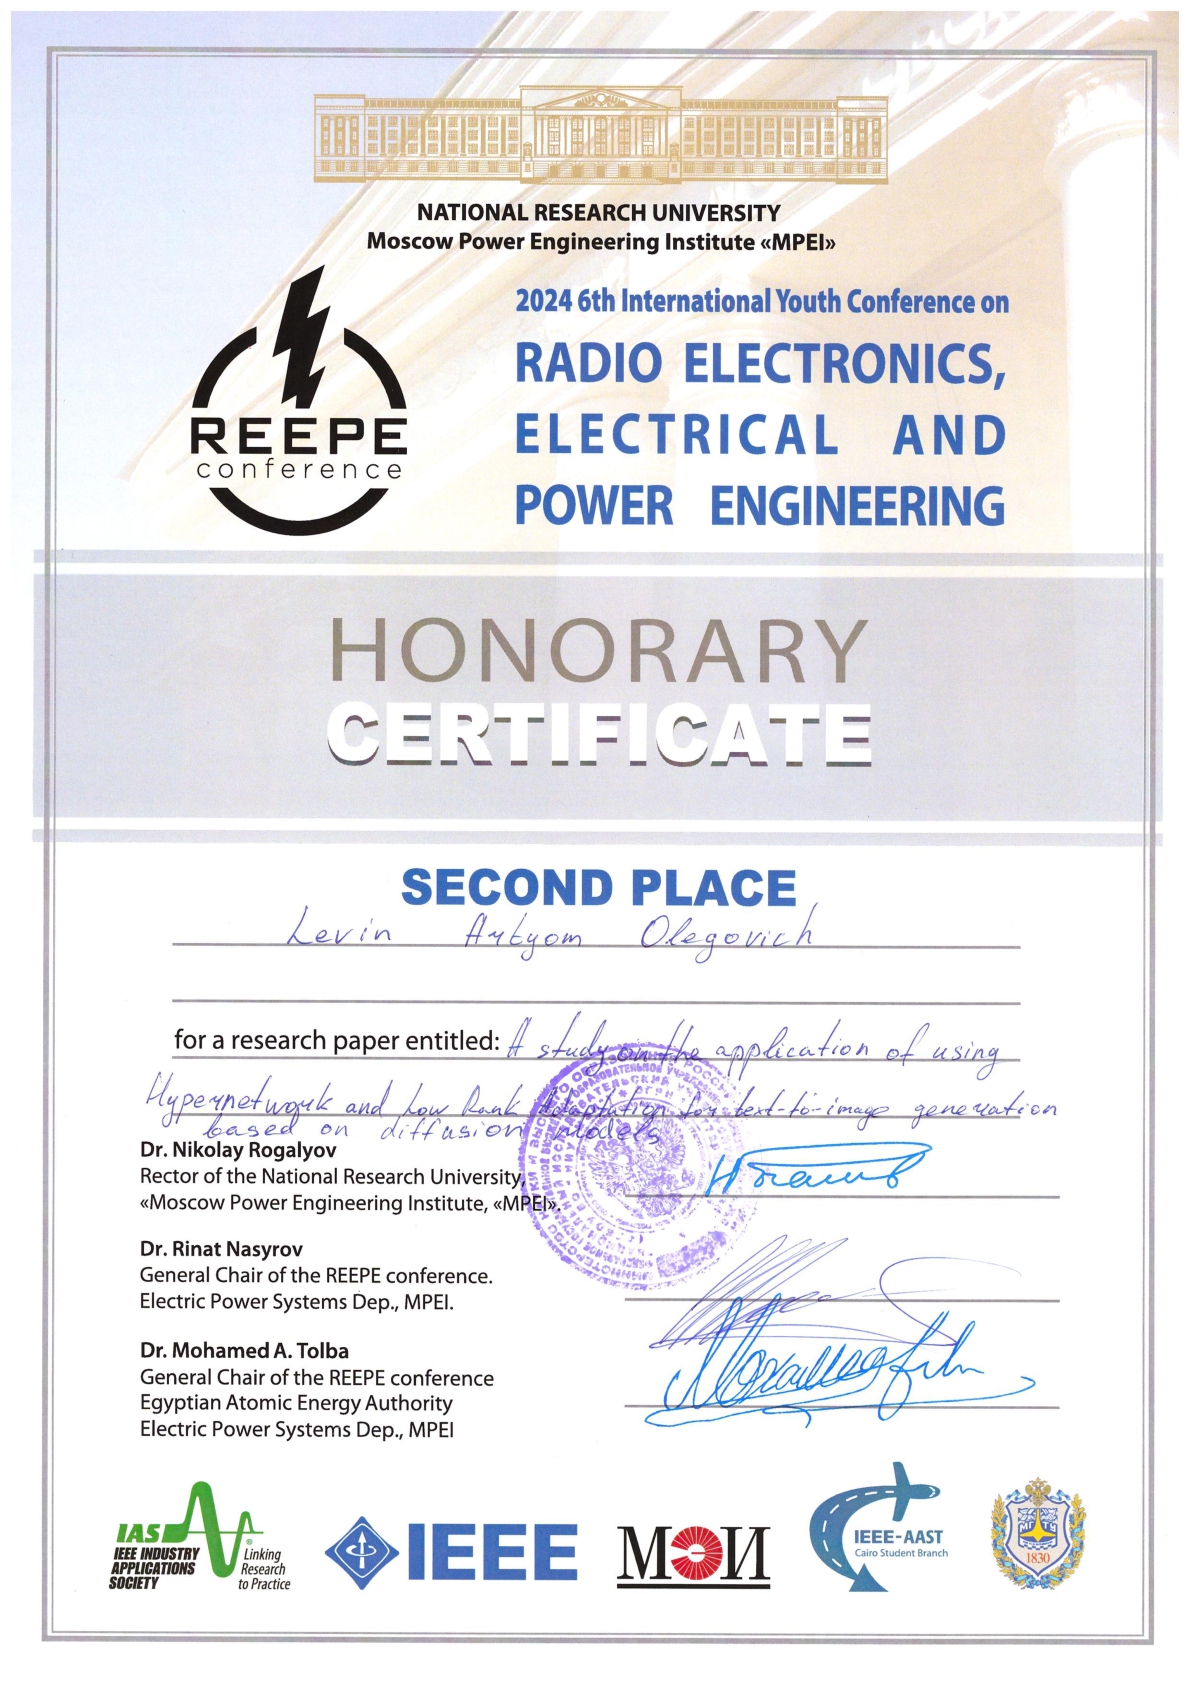 NATIONAL RESEARCH UNIVERSITY
Moscow Power Engineering Institute «MPEI»
2024 6th International Youth Conference on
RADIO ELECTRONICS,
ELECTRICAL AND
POWER ENGINEERING
REEPE
conference
HONORARY
CERTIFICATE
SECOND PLACE
Levin Artyom Olegovich
for a research paper entitled: A study on the application of using
Hypernetwork and Low Rank Adaptation for text-to-image generation
based on diffusion models
Dr. Nikolay Rogalyov
Rector of the National Research University,
«Moscow Power Engineering Institute, «MPEI».
Dr. Rinat Nasyrov
General Chair of the REEPE conference.
Electric Power Systems Dep., MPEI.
Dr. Mohamed A. Tolba
General Chair of the REEPE conference
Egyptian Atomic Energy Authority
Electric Power Systems Dep., MPEI
IAS
IEEE INDUSTRY
APPLICATIONS
SOCIETY
®
Linking
Research
to Practice
IEEE
МЭИ
IEEE-AAST
Cairo Student Branch
1830